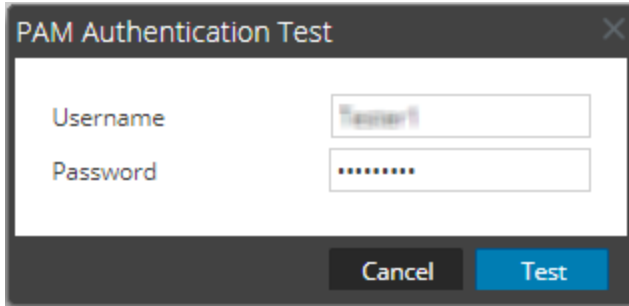 PAM Authentication Test
Username
Password •••••••••
Cancel Test